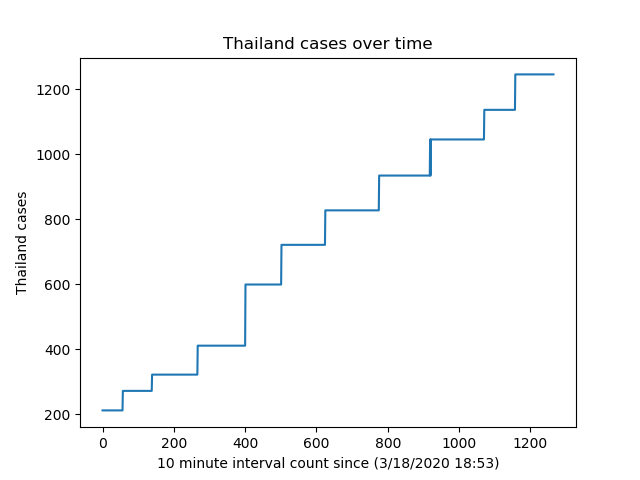 Thailand cases over time
1200
1000
800
600
400
200
Thailand cases
0 200 400 600 800 1000 1200
10 minute interval count since (3/18/2020 18:53)